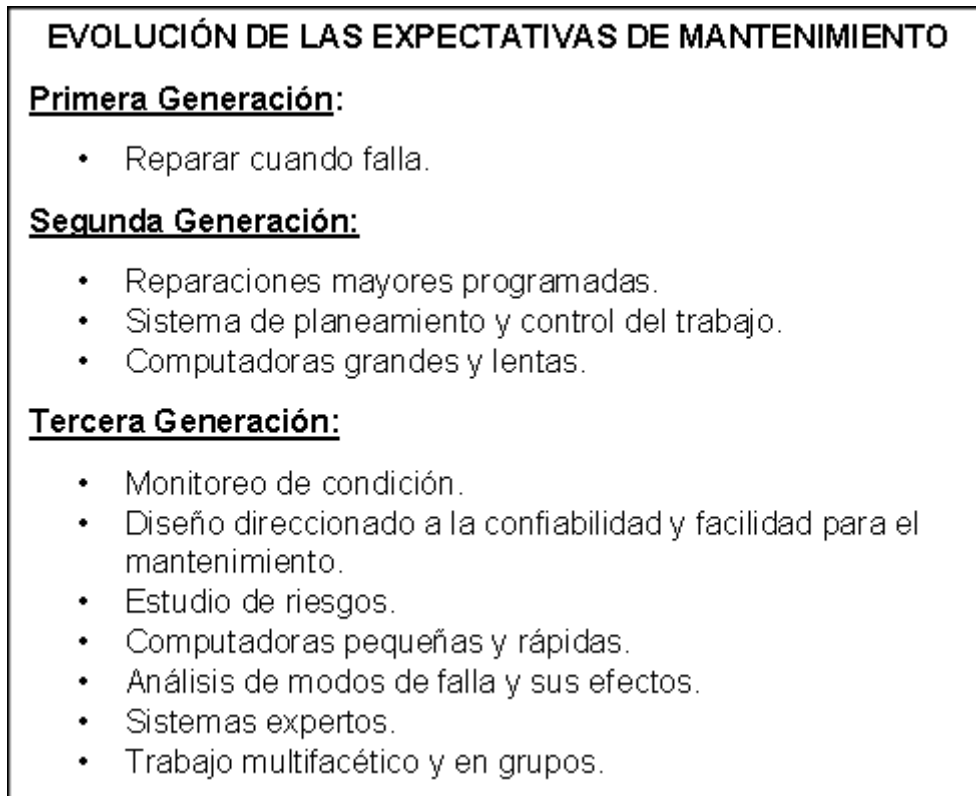 EVOLUCIÓN DE LAS EXPECTATIVAS DE MANTENIMIENTO
Primera Generación:
• Reparar cuando falla.
Segunda Generación:
• Reparaciones mayores programadas.
• Sistema de planeamiento y control del trabajo.
• Computadoras grandes y lentas.
Tercera Generación:
• Monitoreo de condición.
• Diseño direccionado a la confiabilidad y facilidad para el
mantenimiento.
• Estudio de riesgos.
• Computadoras pequeñas y rápidas.
• Análisis de modos de falla y sus efectos.
• Sistemas expertos.
• Trabajo multifacético y en grupos.